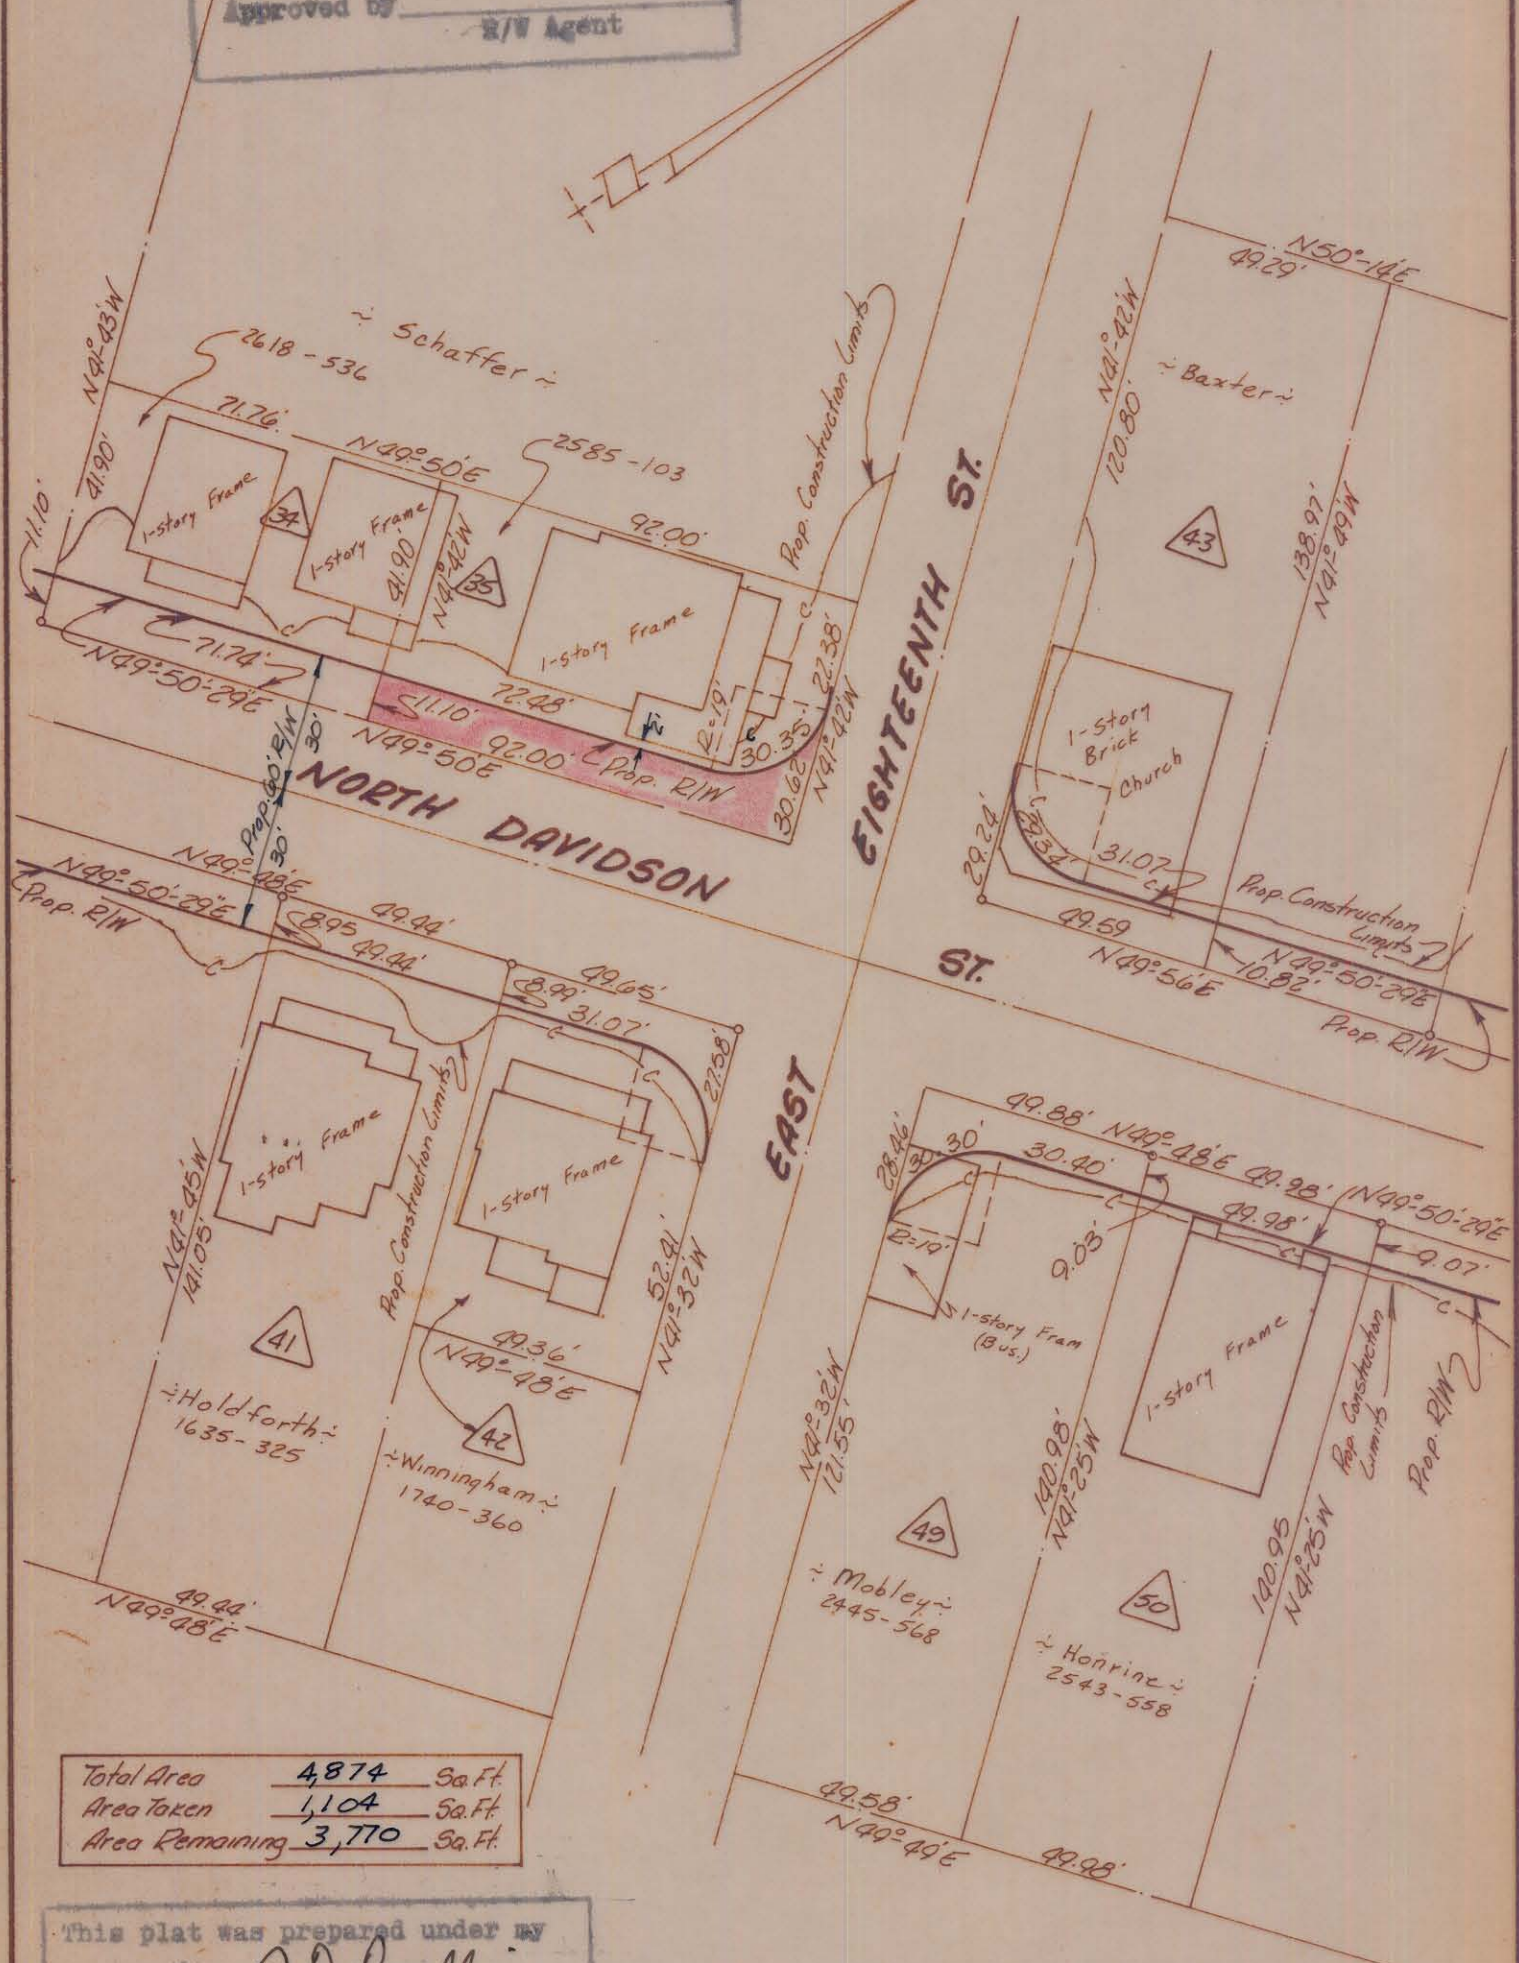 Approved by
R/W Agent
N41°-43'W
41.90'
11.10'
~ Schaffer ~
2618 - 536
71.76'
N49°-50'E
2585 - 103
92.00'
1-story Frame
34
1-story Frame
41.90'
N41°-42'W
35
1-story Frame
Prop. Construction Limits
C
C
22.38'
N41°-42'W
71.74'
N49°-50'-29"E
11.10'
72.48'
R=19'
30.35'
30.62'
N49°-50'E
92.00'
Prop. R/W
Prop. 60' R/W
30'
30'
NORTH DAVIDSON
ST.
EIGHTEENTH ST.
EAST
N50°-14'E
49.29'
N41°-42'W
120.80'
~ Baxter ~
43
138.97'
N41°-49'W
1-story
Brick
Church
29.24'
29.34'
31.07
C
49.59
N49°-56'E
Prop. Construction
Limits
N49°-50'-29"E
10.82'
Prop. R/W
N49°-48'E
N49°-50'-29"E
Prop. R/W
8.95
49.44'
49.44'
C
8.99'
49.65'
31.07'
C
C
27.58'
1-story Frame
Prop. Construction Limits
1-story Frame
N41°-45'W
141.05'
41
~Holdforth~
1635 - 325
49.36'
N49°-48'E
52.41'
N41°-32'W
42
~Winningham~
1740 - 360
49.44'
N49°-48'E
28.46'
49.88'
N49°-48'E
49.98'
N49°-50'-29"E
30.30'
30.40'
C
C
49.98'
C
9.07'
C
R=19'
9.03'
1-story Fram
(Bus.)
1-story Frame
Prop. Construction
Limits
Prop. R/W
N41°-32'W
121.55'
140.98'
N41°-25'W
49
~ Mobley ~
2445 - 568
50
~ Honrine ~
2543 - 558
140.95
N41°-25'W
49.58'
N49°-49'E
49.98'
Total Area 4,874 Sq. Ft.
Area Taken 1,104 Sq. Ft.
Area Remaining 3,770 Sq. Ft.
This plat was prepared under my